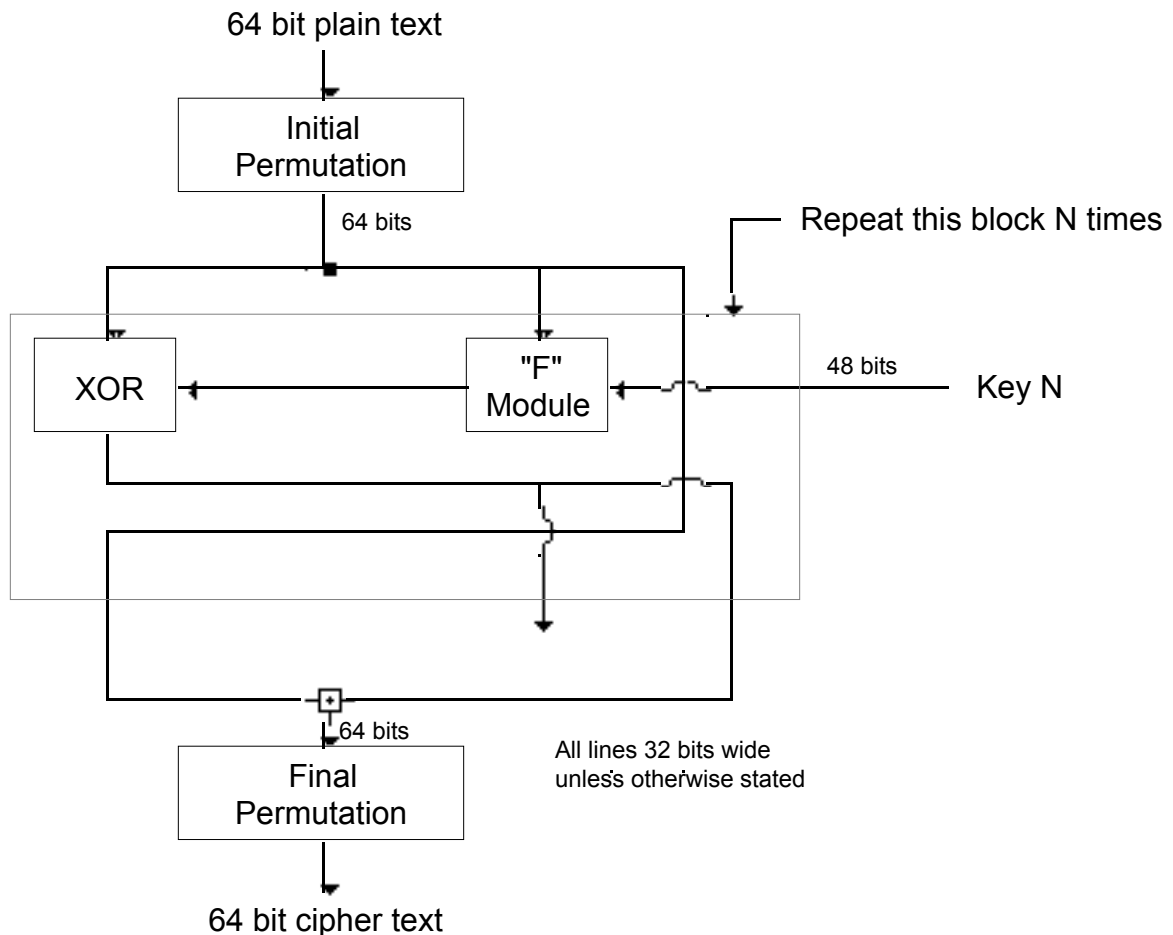 64 bit plain text
Initial
Permutation
64 bits
Repeat this block N times
XOR
"F"
Module
48 bits
Key N
64 bits
All lines 32 bits wide
unless otherwise stated
Final
Permutation
64 bit cipher text